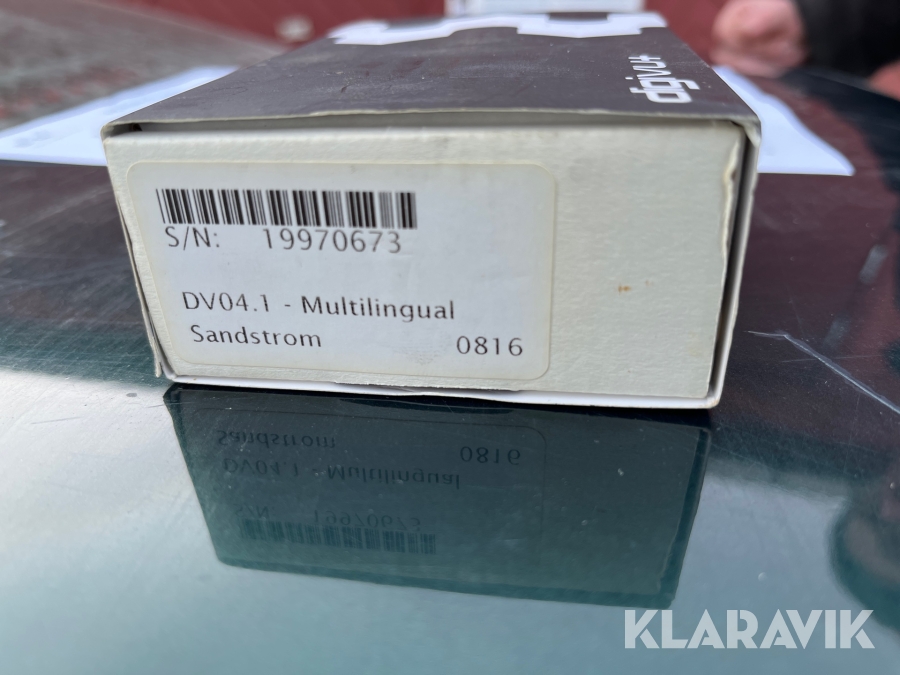 digivu+
S/N: 19970673
DV04.1 - Multilingual
Sandstrom 0816
KLARAVIK